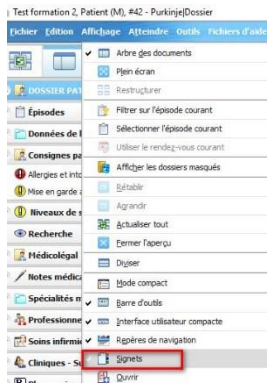 Test formation 2, Patient (M), #42 - Purkinje|Dossier
Fichier Edition Affichage Atteindre Outils Fichiers d'aide
Arbre des documents
Plein écran
Restructurer
Filtrer sur l'épisode courant
Sélectionner l'épisode courant
Utiliser le rendez-vous courant
Afficher les dossiers masqués
Rétablir
Agrandir
Actualiser tout
Fermer l'aperçu
Diviser
Mode compact
Barre d'outils
Interface utilisateur compacte
Repères de navigation
Signets
Ouvrir
DOSSIER PAT
Épisodes
Données de l
Consignes pa
Allergies et into
Mise en garde a
Niveaux de s
Recherche
Médicolégal
Notes médica
Spécialités m
Professionne
Soins infirmie
Cliniques - Su